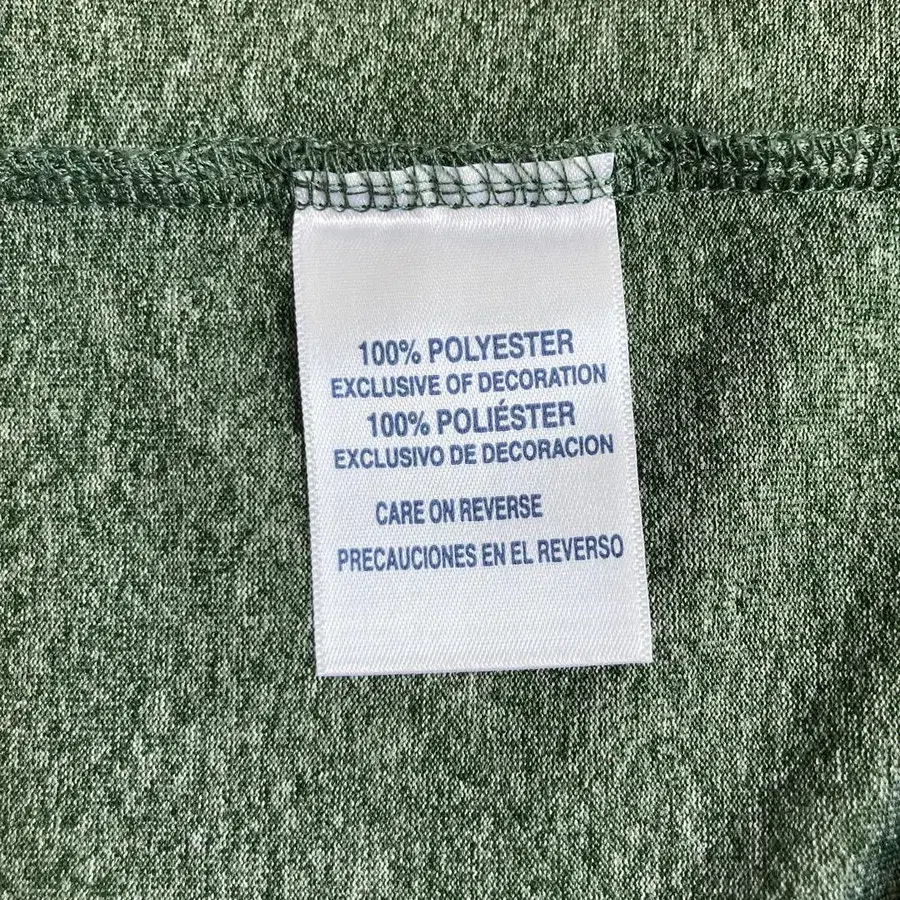 100% POLYESTER
EXCLUSIVE OF DECORATION
100% POLIÉSTER
EXCLUSIVO DE DECORACION
CARE ON REVERSE
PRECAUCIONES EN EL REVERSO